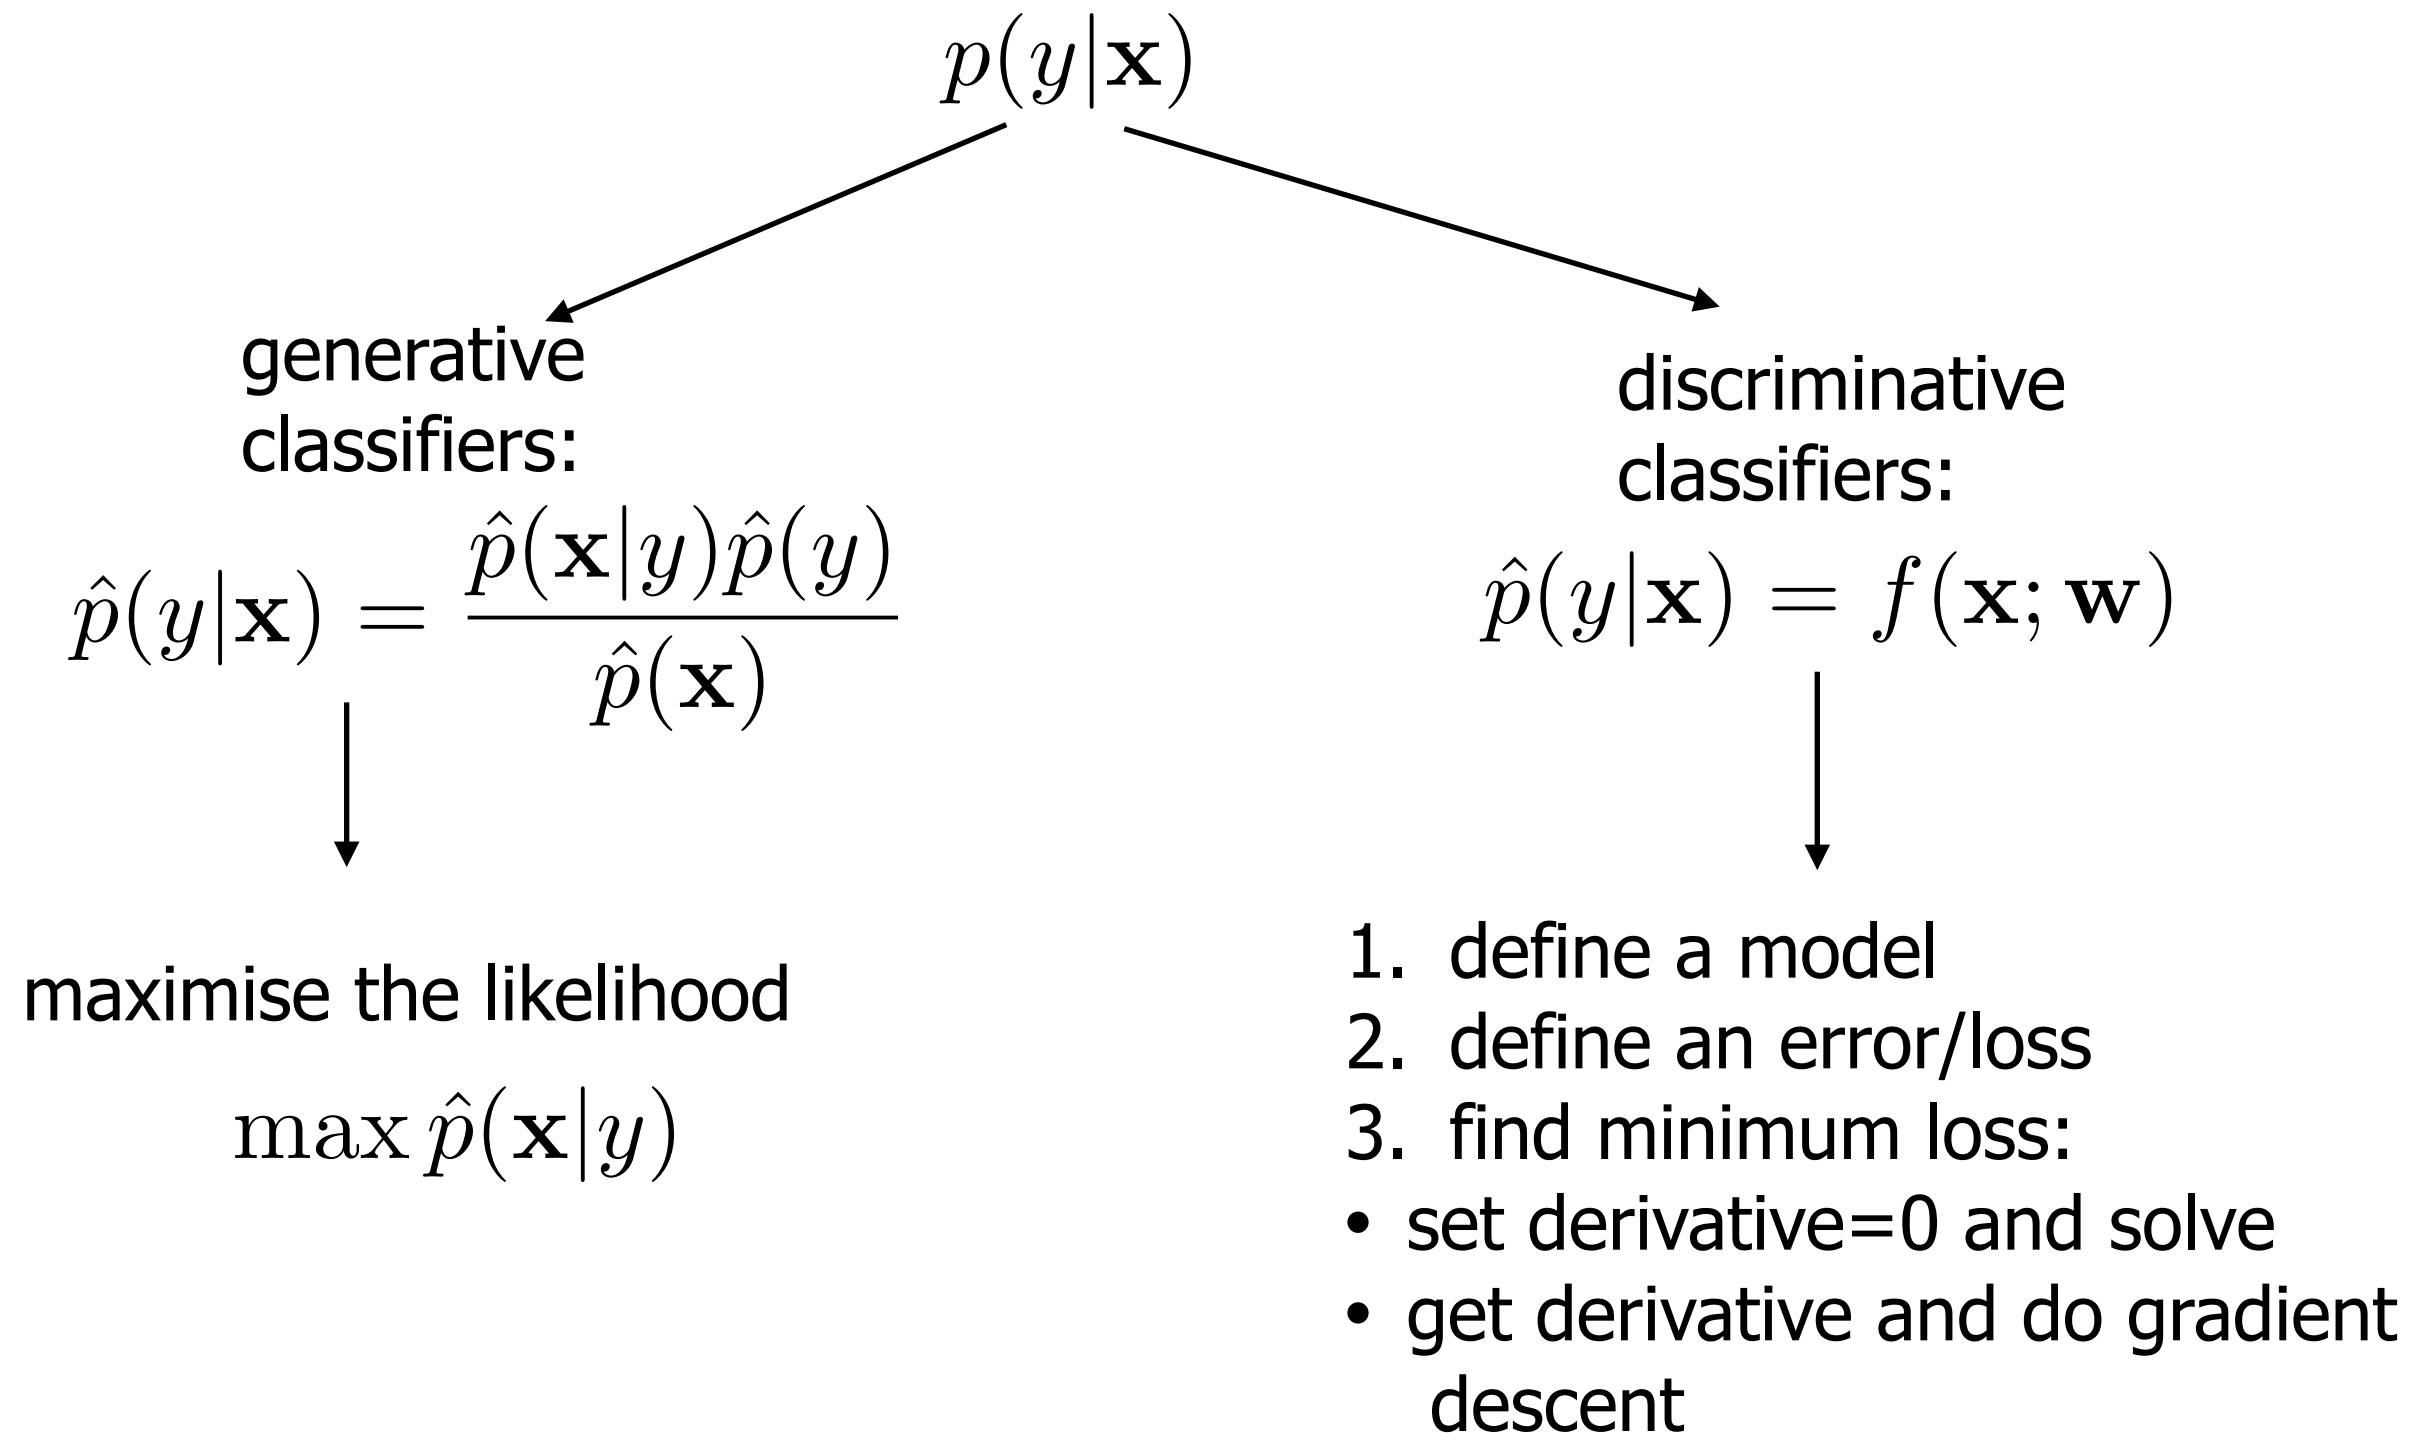 p(y|x)
generative
classifiers:
p̂(y|x) = p̂(x|y)p̂(y) / p̂(x)
maximise the likelihood
max p̂(x|y)
discriminative
classifiers:
p̂(y|x) = f(x; w)
1. define a model
2. define an error/loss
3. find minimum loss:
• set derivative=0 and solve
• get derivative and do gradient
descent